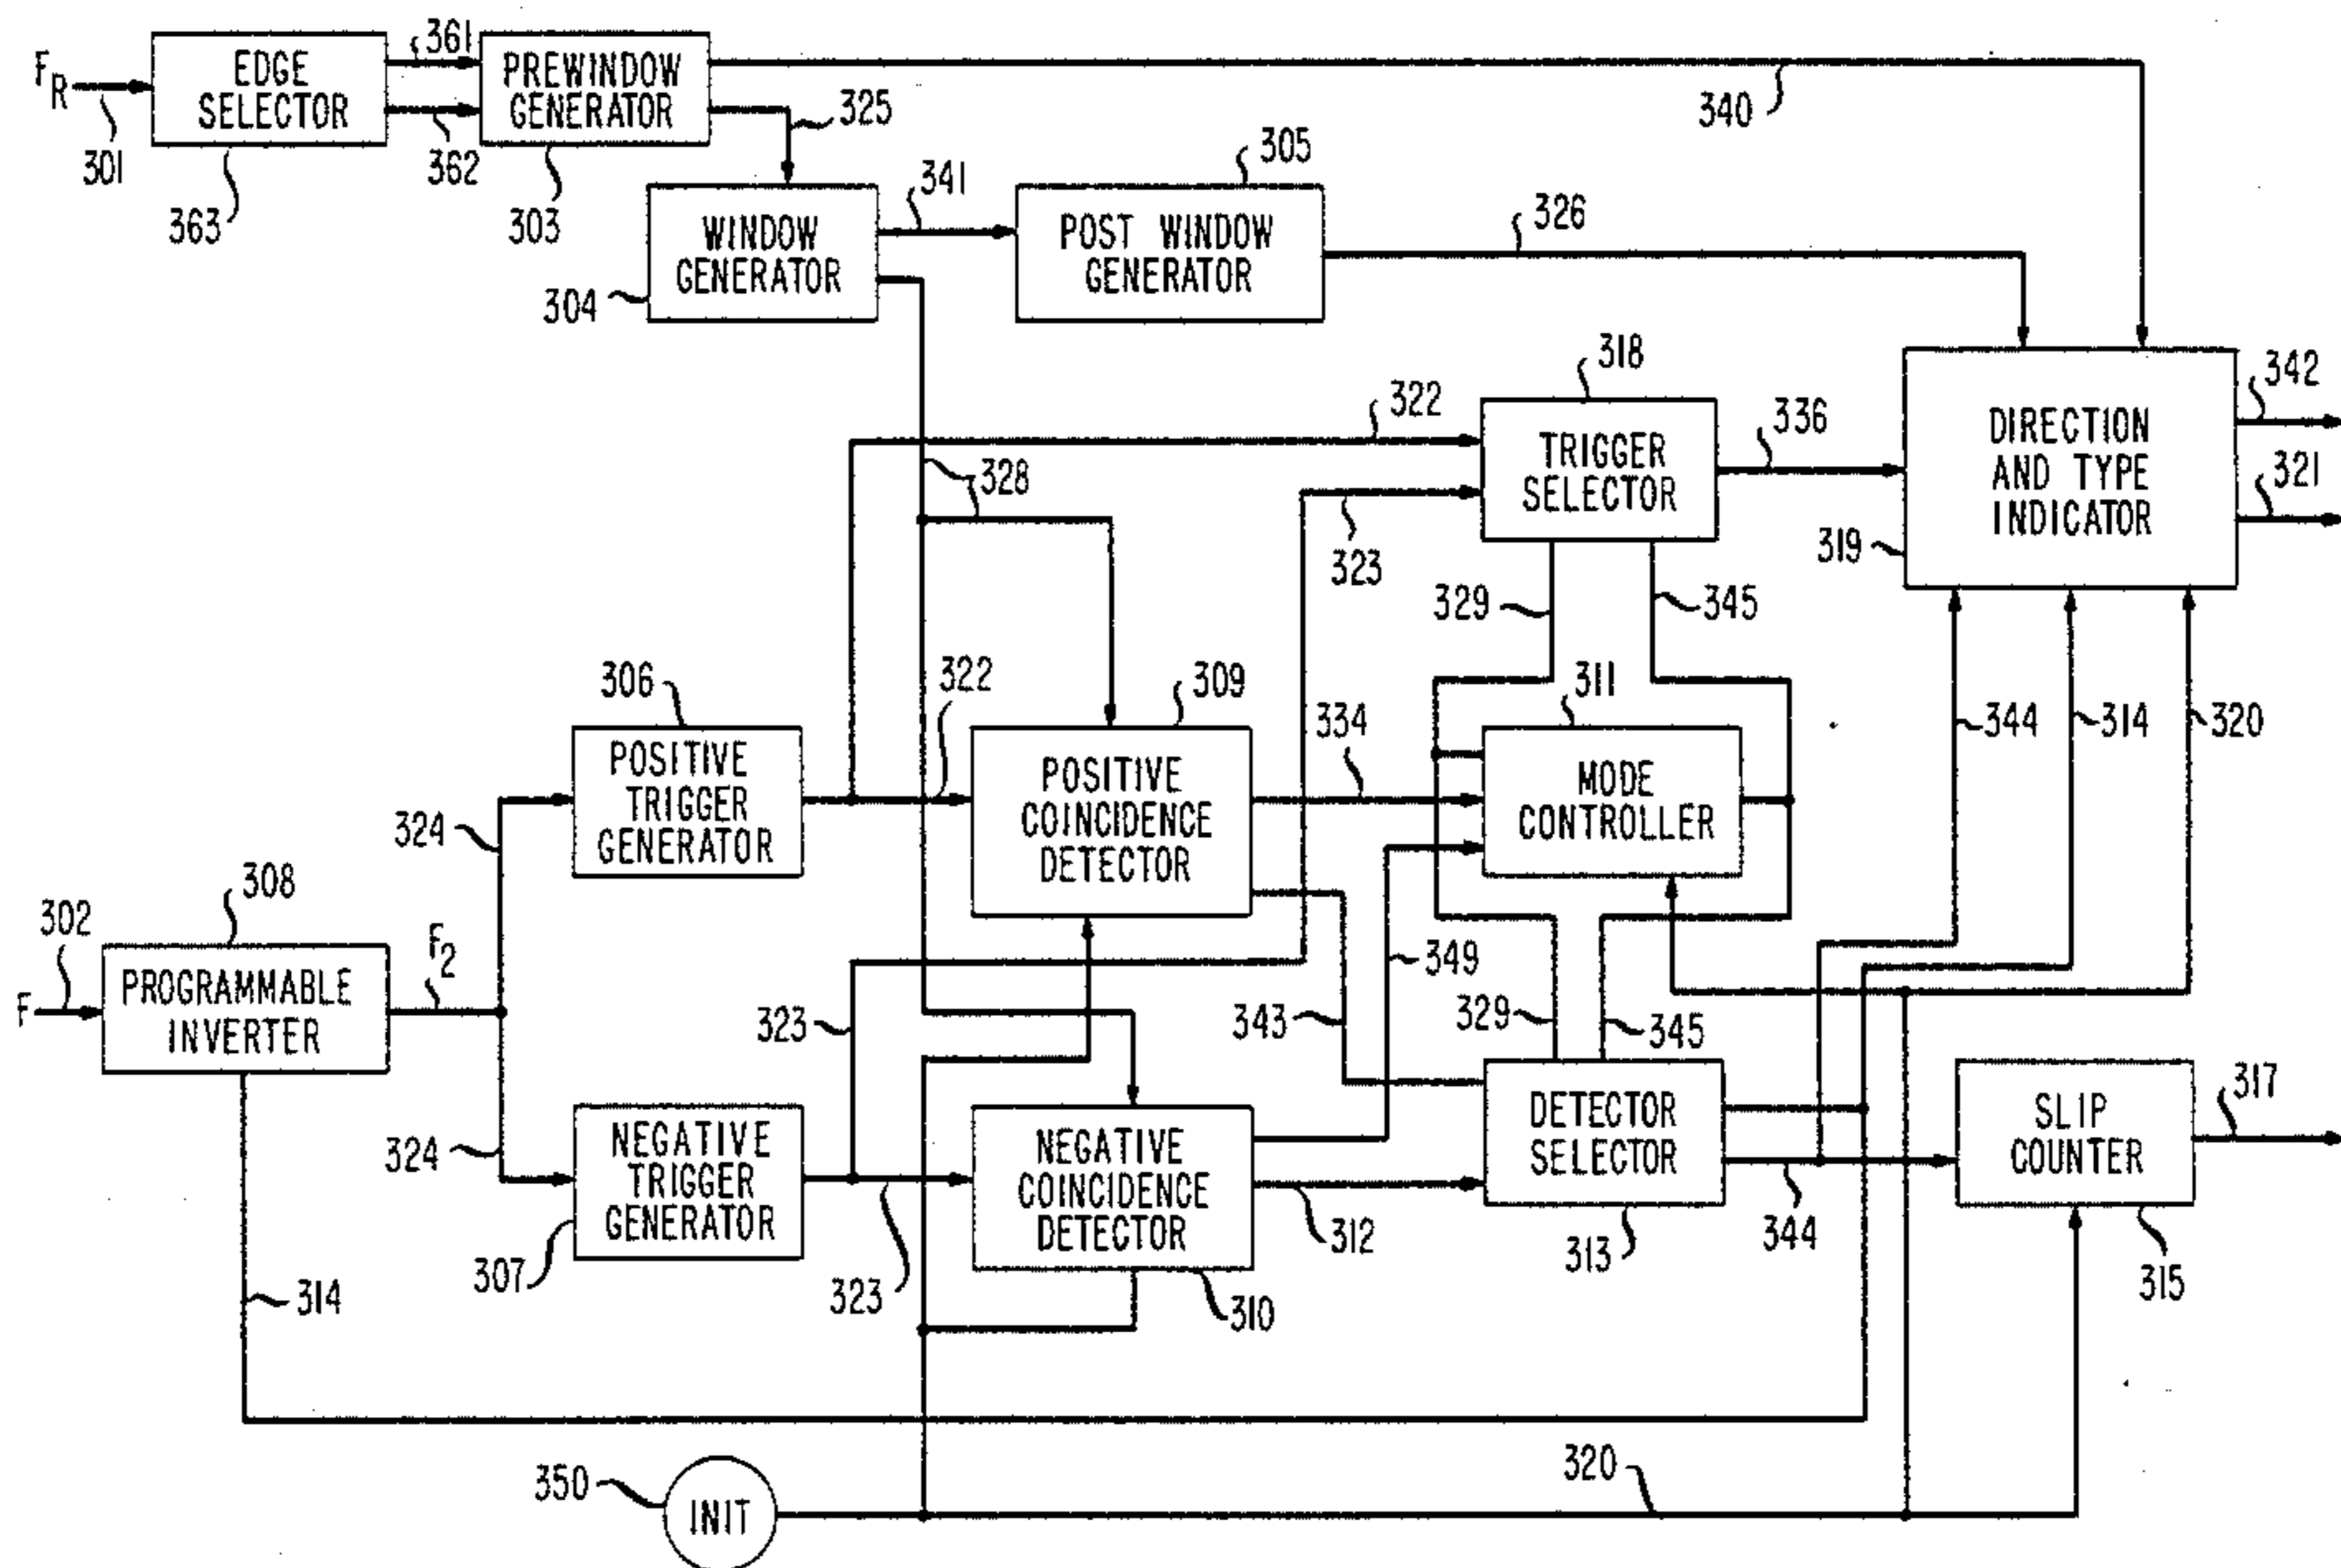 F_R
301
EDGE
SELECTOR
363
361
362
PREWINDOW
GENERATOR
303
340
325
WINDOW
GENERATOR
304
341
305
POST WINDOW
GENERATOR
326
328
322
323
318
TRIGGER
SELECTOR
336
DIRECTION
AND TYPE
INDICATOR
319
342
321
329
345
306
POSITIVE
TRIGGER
GENERATOR
322
309
POSITIVE
COINCIDENCE
DETECTOR
334
311
MODE
CONTROLLER
344
314
320
324
308
302
F
PROGRAMMABLE
INVERTER
F2
324
314
NEGATIVE
TRIGGER
GENERATOR
307
323
323
NEGATIVE
COINCIDENCE
DETECTOR
310
343
349
312
329
345
DETECTOR
SELECTOR
313
344
SLIP
COUNTER
315
317
350
INIT
320